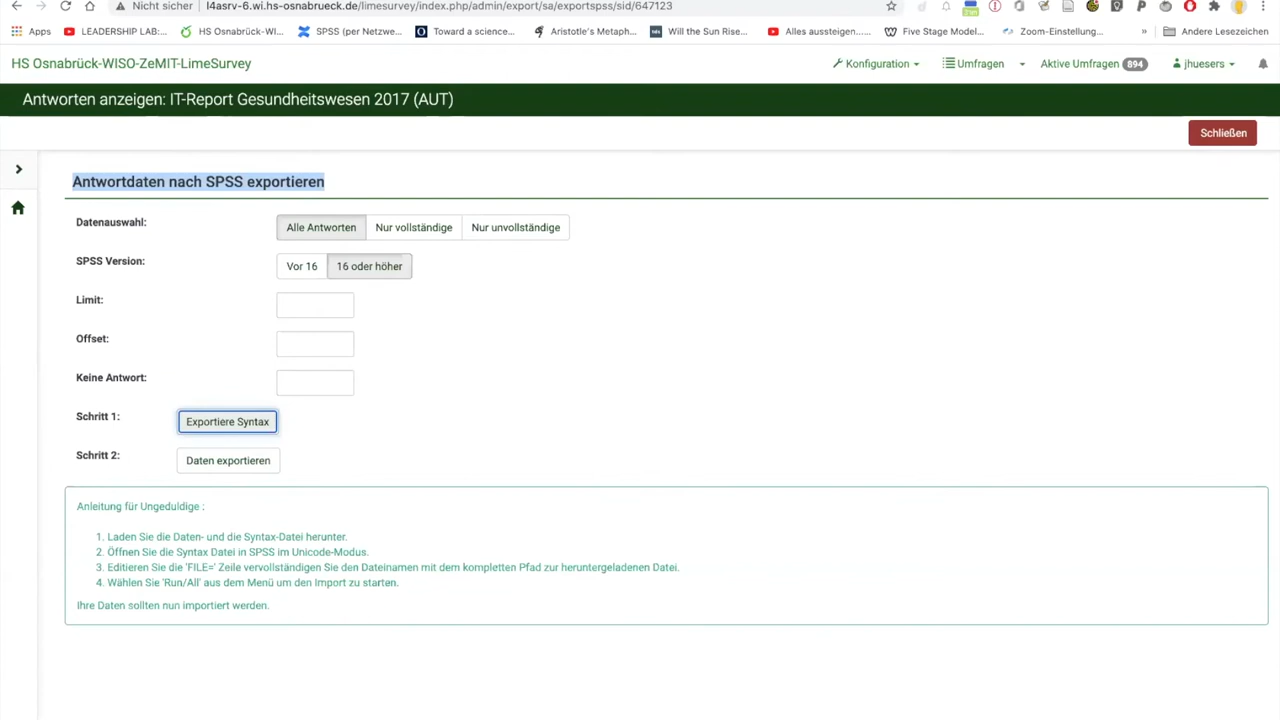 Nicht sicher | l4asrv-6.wi.hs-osnabrueck.de/limesurvey/index.php/admin/export/sa/exportspss/sid/647123
Apps LEADERSHIP LAB:... HS Osnabrück-WI... SPSS (per Netzwe... Toward a science... Aristotle's Metaph... Will the Sun Rise... Alles aussteigen...... Five Stage Model... Zoom-Einstellung... » Andere Lesezeichen
HS Osnabrück-WISO-ZeMIT-LimeSurvey Konfiguration Umfragen Aktive Umfragen 894 jhuesers
Antworten anzeigen: IT-Report Gesundheitswesen 2017 (AUT)
Schließen
Antwortdaten nach SPSS exportieren
Datenauswahl: Alle Antworten Nur vollständige Nur unvollständige
SPSS Version: Vor 16 16 oder höher
Limit:
Offset:
Keine Antwort:
Schritt 1: Exportiere Syntax
Schritt 2: Daten exportieren
Anleitung für Ungeduldige :
1. Laden Sie die Daten- und die Syntax-Datei herunter.
2. Öffnen Sie die Syntax Datei in SPSS im Unicode-Modus.
3. Editieren Sie die 'FILE=' Zeile vervollständigen Sie den Dateinamen mit dem kompletten Pfad zur heruntergeladenen Datei.
4. Wählen Sie 'Run/All' aus dem Menü um den Import zu starten.
Ihre Daten sollten nun importiert werden.